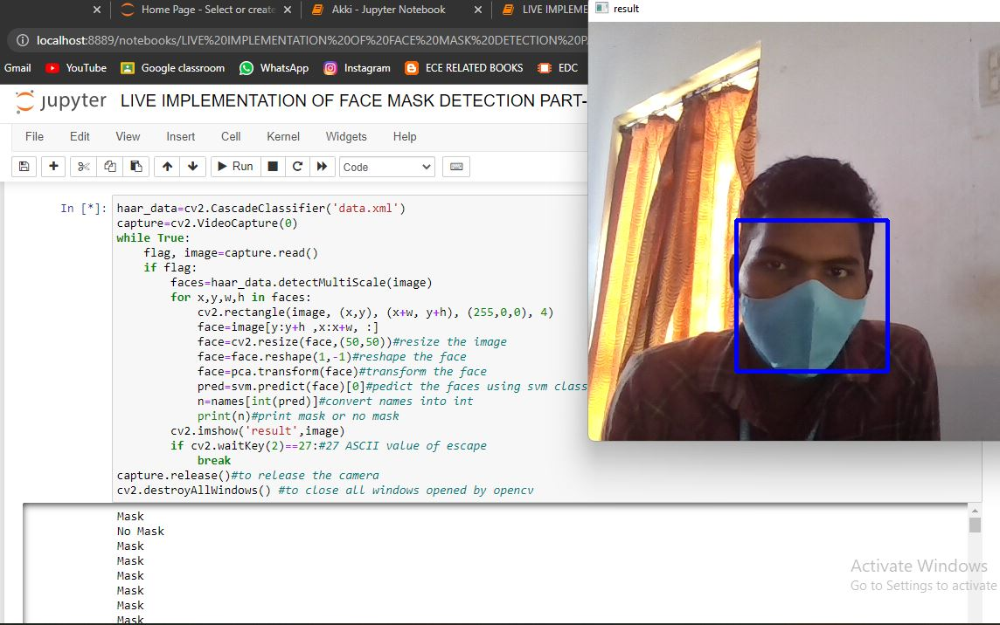 Home Page - Select or create
Akki - Jupyter Notebook
LIVE IMPLEME
result
localhost:8889/notebooks/LIVE%20IMPLEMENTATION%20OF%20FACE%20MASK%20DETECTION%20PA
Gmail YouTube Google classroom WhatsApp Instagram ECE RELATED BOOKS EDC
jupyter LIVE IMPLEMENTATION OF FACE MASK DETECTION PART-
File Edit View Insert Cell Kernel Widgets Help
Run Code
In [*]: haar_data=cv2.CascadeClassifier('data.xml')
capture=cv2.VideoCapture(0)
while True:
    flag, image=capture.read()
    if flag:
        faces=haar_data.detectMultiScale(image)
        for x,y,w,h in faces:
            cv2.rectangle(image, (x,y), (x+w, y+h), (255,0,0), 4)
            face=image[y:y+h ,x:x+w, :]
            face=cv2.resize(face,(50,50))#resize the image
            face=face.reshape(1,-1)#reshape the face
            face=pca.transform(face)#transform the face
            pred=svm.predict(face)[0]#pedict the faces using svm class
            n=names[int(pred)]#convert names into int
            print(n)#print mask or no mask
        cv2.imshow('result',image)
        if cv2.waitKey(2)==27:#27 ASCII value of escape
            break
capture.release()#to release the camera
cv2.destroyAllWindows() #to close all windows opened by opencv
Mask
No Mask
Mask
Mask
Mask
Mask
Mask
Mask
Activate Windows
Go to Settings to activate